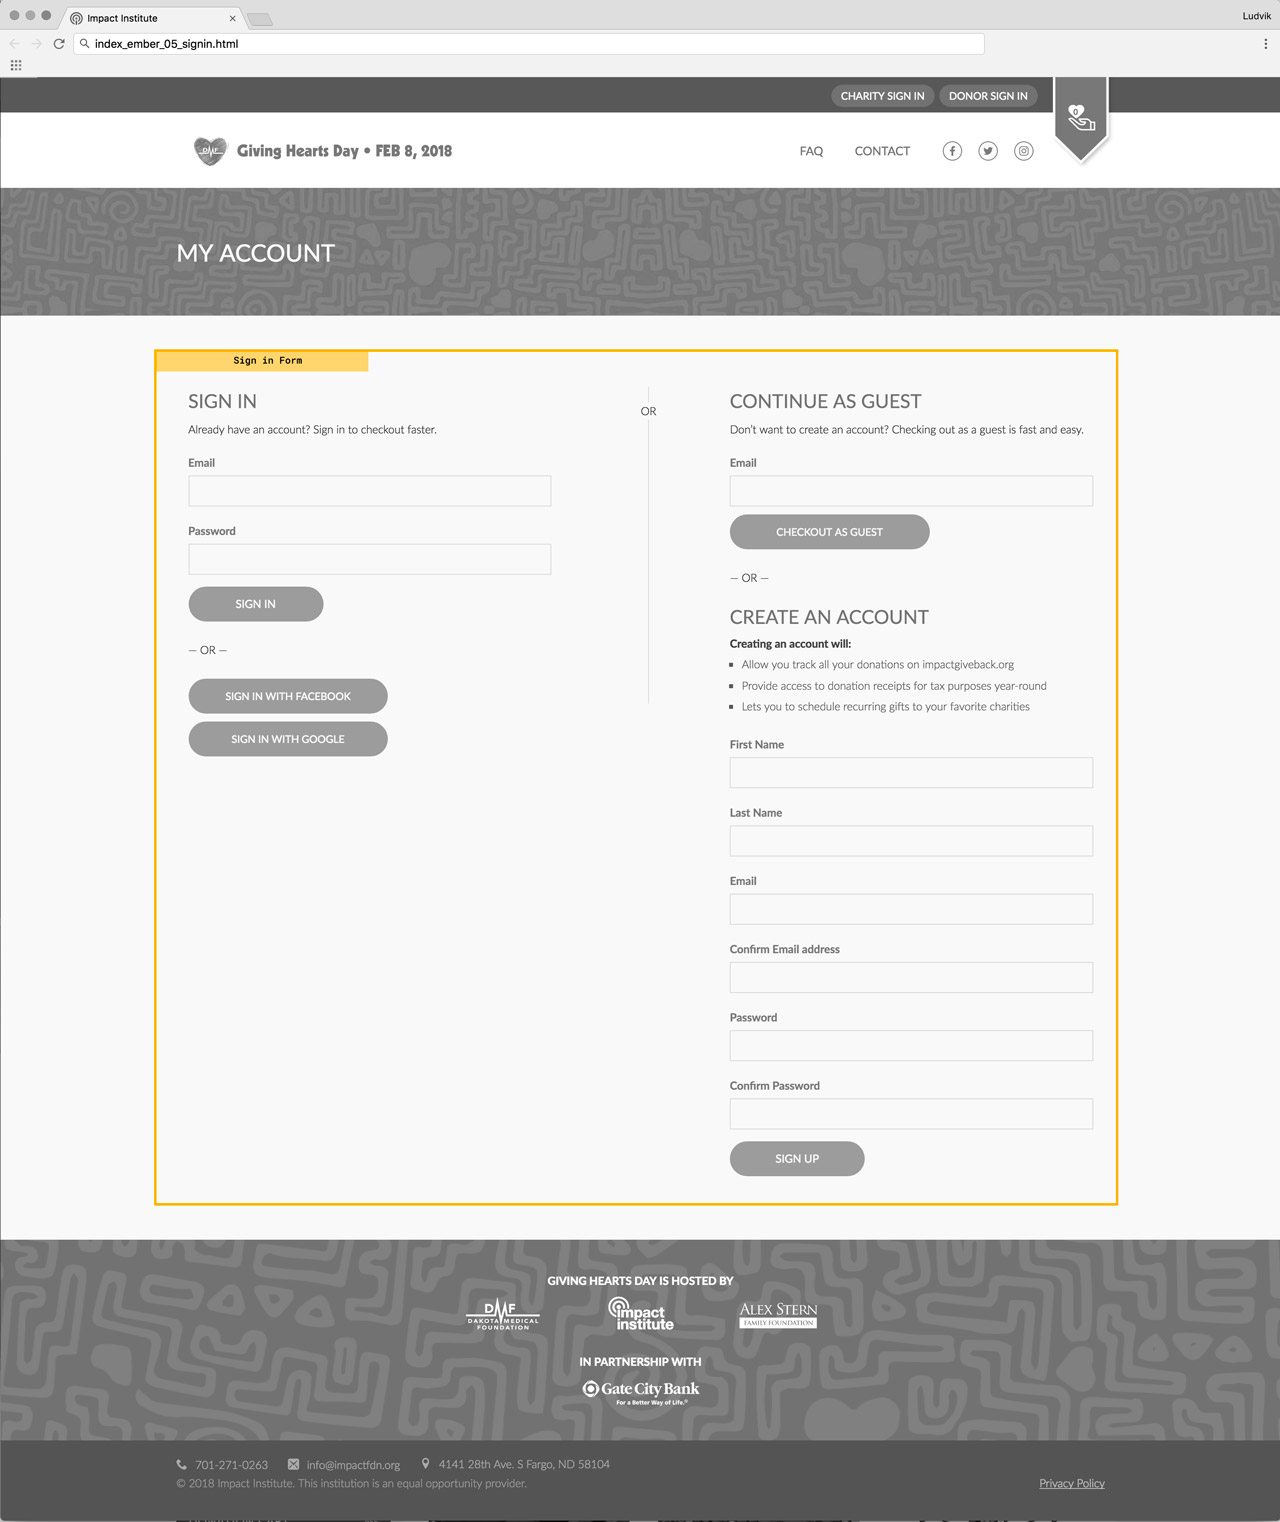 Impact Institute
Ludvik
index_ember_05_signin.html
CHARITY SIGN IN
DONOR SIGN IN
0
DMF
Giving Hearts Day • FEB 8, 2018
FAQ
CONTACT
MY ACCOUNT
Sign in Form
SIGN IN
Already have an account? Sign in to checkout faster.
Email
Password
SIGN IN
— OR —
SIGN IN WITH FACEBOOK
SIGN IN WITH GOOGLE
OR
CONTINUE AS GUEST
Don't want to create an account? Checking out as a guest is fast and easy.
Email
CHECKOUT AS GUEST
— OR —
CREATE AN ACCOUNT
Creating an account will:
Allow you track all your donations on impactgiveback.org
Provide access to donation receipts for tax purposes year-round
Lets you to schedule recurring gifts to your favorite charities
First Name
Last Name
Email
Confirm Email address
Password
Confirm Password
SIGN UP
GIVING HEARTS DAY IS HOSTED BY
DMF
DAKOTA MEDICAL
FOUNDATION
impact
institute
ALEX STERN
FAMILY FOUNDATION
IN PARTNERSHIP WITH
Gate City Bank
For a Better Way of Life.®
701-271-0263
info@impactfdn.org
4141 28th Ave. S Fargo, ND 58104
© 2018 Impact Institute. This institution is an equal opportunity provider.
Privacy Policy